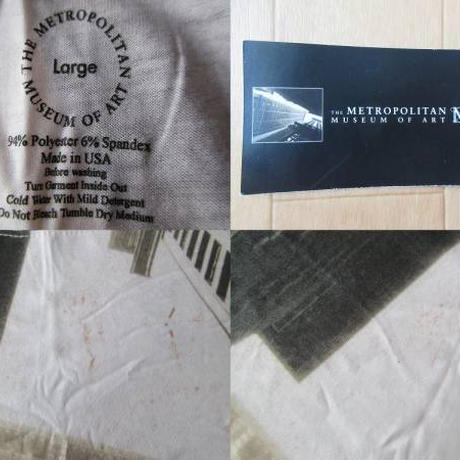 THE METROPOLITAN
MUSEUM OF ART
Large
94% Polyester 6% Spandex
Made in USA
Before washing
Turn Garment Inside Out
Cold Water With Mild Detergent
Do Not Bleach Tumble Dry Medium
THE METROPOLITAN
MUSEUM OF ART
M